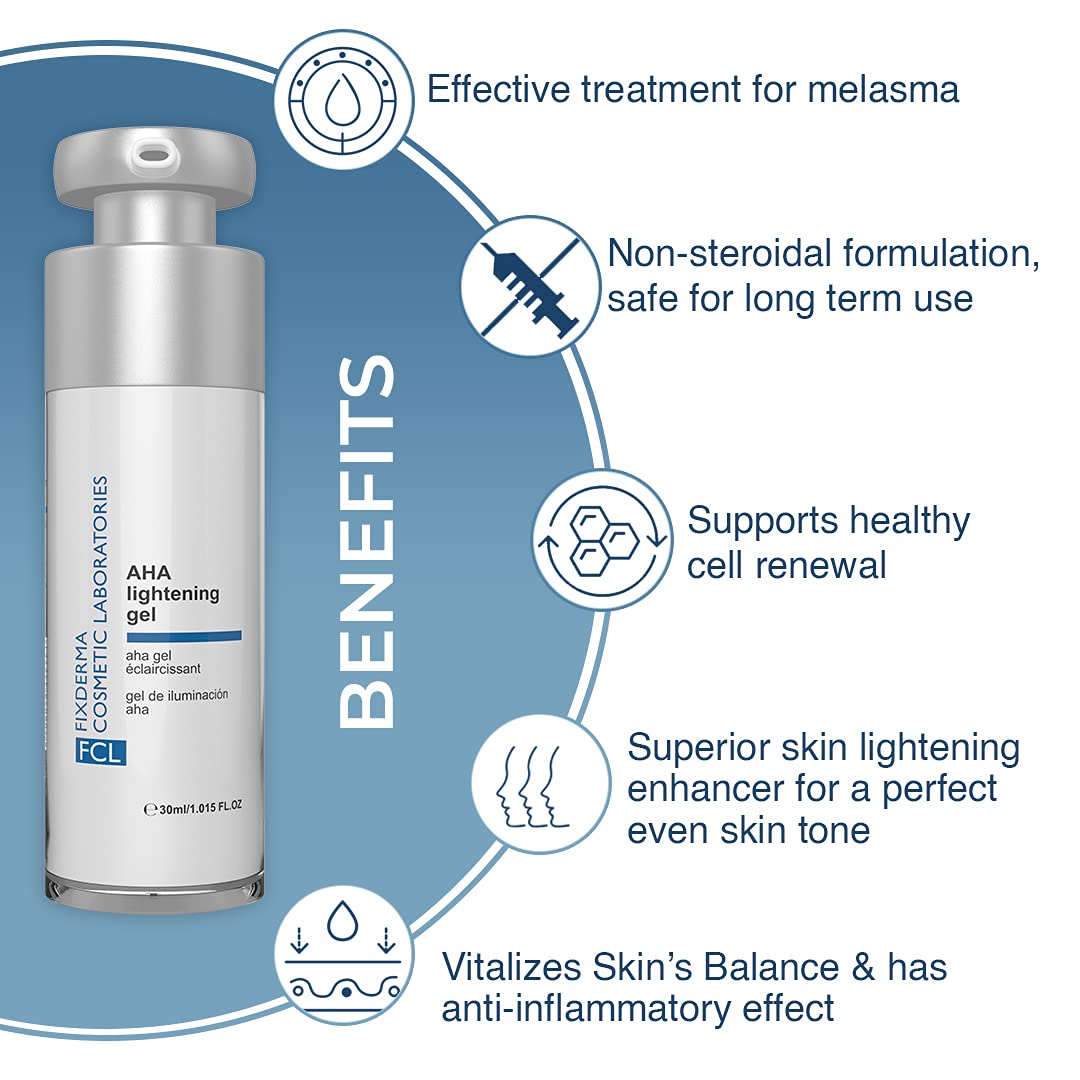 Effective treatment for melasma
Non-steroidal formulation,
safe for long term use
BENEFITS
Supports healthy
cell renewal
Superior skin lightening
enhancer for a perfect
even skin tone
Vitalizes Skin's Balance & has
anti-inflammatory effect
FIXDERMA
COSMETIC LABORATORIES
FCL
AHA
lightening
gel
aha gel
éclaircissant
gel de iluminación
aha
℮30ml/1.015 FL.OZ